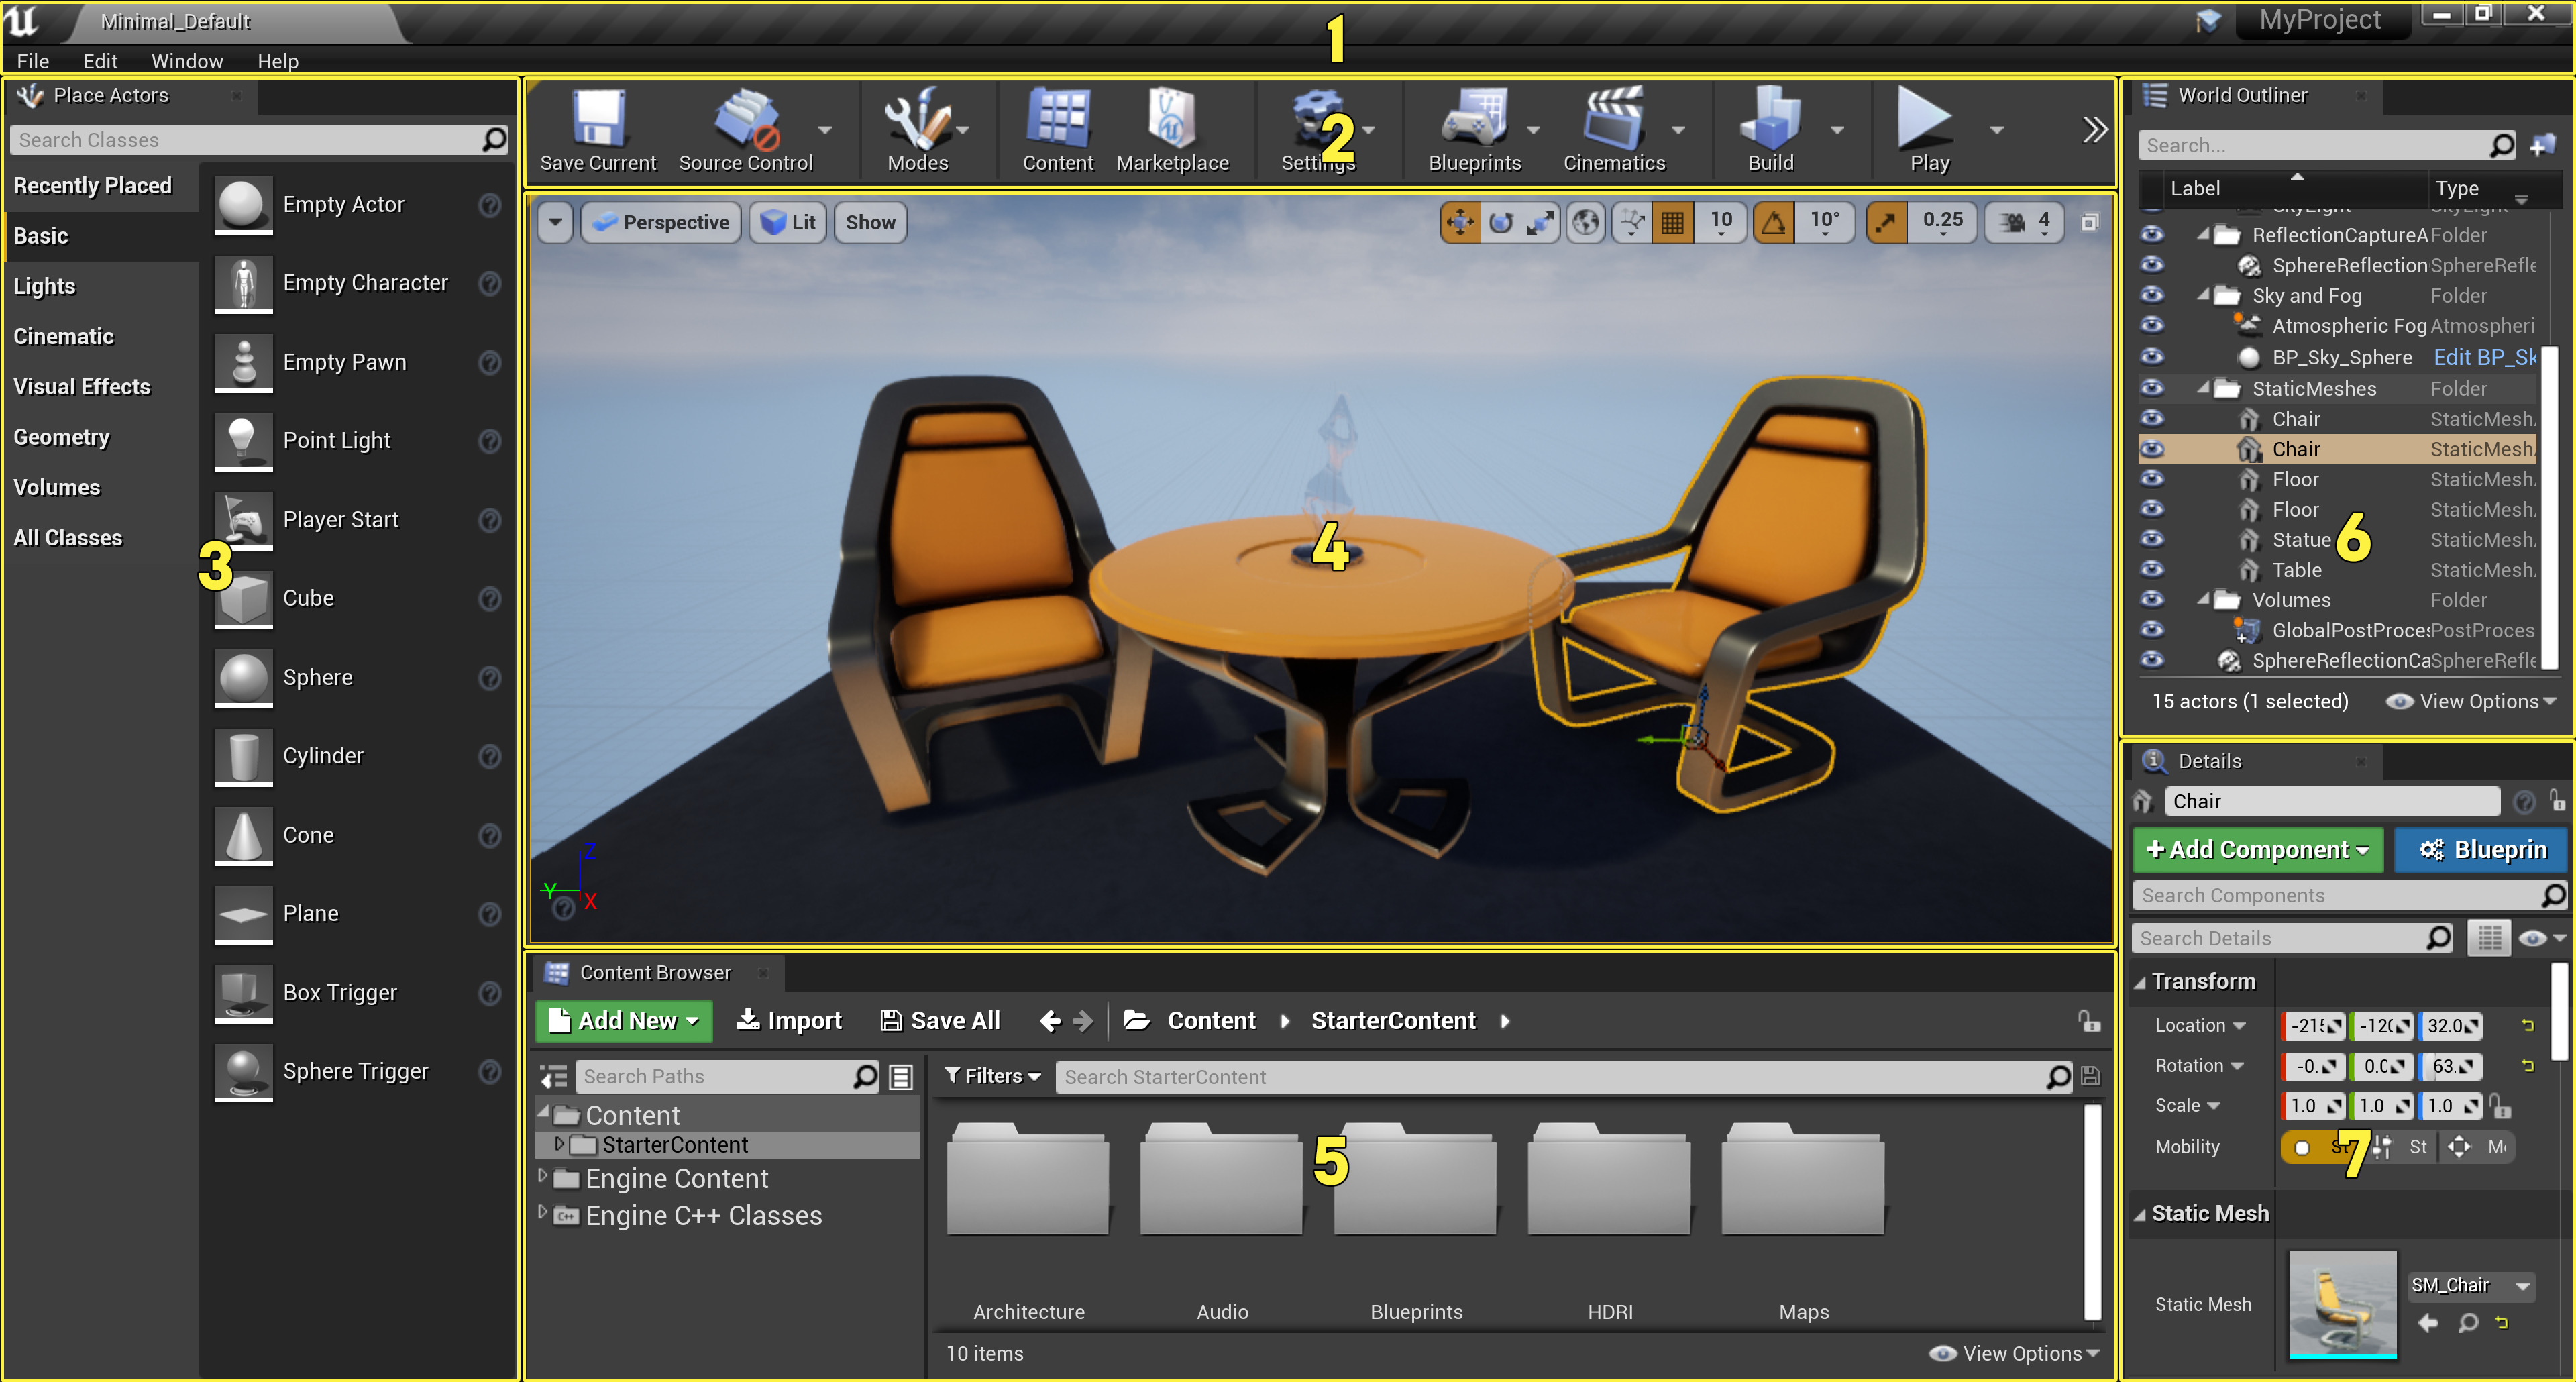 Minimal_Default
MyProject
1
File Edit Window Help
Place Actors
Search Classes
Recently Placed
Basic
Lights
Cinematic
Visual Effects
Geometry
Volumes
All Classes
Empty Actor
Empty Character
Empty Pawn
Point Light
Player Start
3
Cube
Sphere
Cylinder
Cone
Plane
Box Trigger
Sphere Trigger
Save Current Source Control Modes Content Marketplace Settings Blueprints Cinematics Build Play
2
Perspective Lit Show
10 10° 0.25 4
4
Z
Y
X
Content Browser
Add New Import Save All Content StarterContent
Search Paths
Filters Search StarterContent
Content
StarterContent
Engine Content
Engine C++ Classes
C++
5
Architecture Audio Blueprints HDRI Maps
10 items
View Options
World Outliner
Search...
Label Type
SkyLight SkyLight
ReflectionCaptureA Folder
SphereReflection SphereRefle
Sky and Fog Folder
Atmospheric Fog Atmospheri
BP_Sky_Sphere Edit BP_Sk
StaticMeshes Folder
Chair StaticMesh
Chair StaticMesh
Floor StaticMesh
Floor StaticMesh
Statue StaticMesh
6
Table StaticMesh
Volumes Folder
GlobalPostProces PostProces
SphereReflectionCa SphereRefle
15 actors (1 selected) View Options
Details
Chair
Add Component Blueprin
Search Components
Search Details
Transform
Location -215 -120 32.0
Rotation -0. 0.0 63.
Scale 1.0 1.0 1.0
Mobility St St Mo
7
Static Mesh
Static Mesh SM_Chair